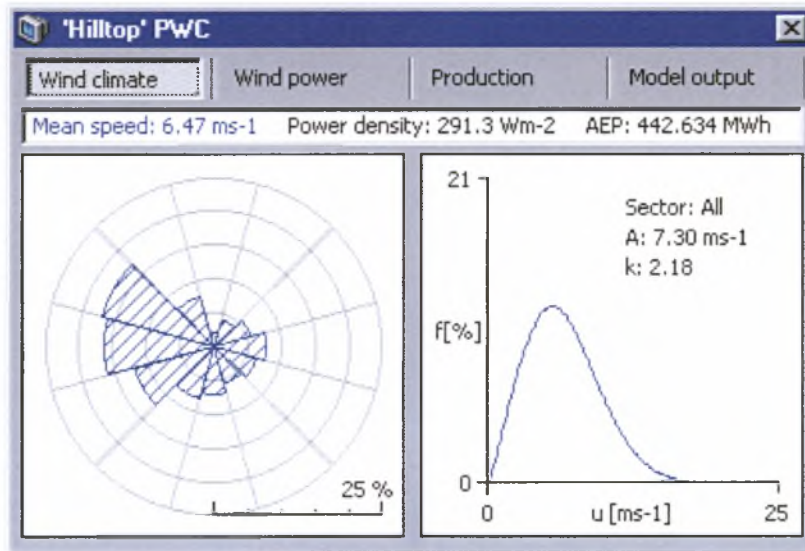 'Hilltop' PWC
Wind climate Wind power Production Model output
Mean speed: 6.47 ms-1 Power density: 291.3 Wm-2 AEP: 442.634 MWh
25 %
21
Sector: All
A: 7.30 ms-1
k: 2.18
f[%]
0
0 u [ms-1] 25